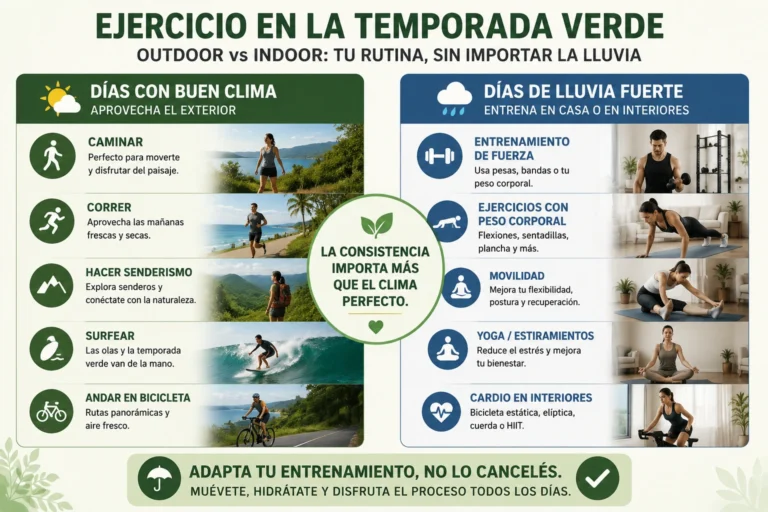 EJERCICIO EN LA TEMPORADA VERDE
OUTDOOR vs INDOOR: TU RUTINA, SIN IMPORTAR LA LLUVIA
DÍAS CON BUEN CLIMA
APROVECHA EL EXTERIOR
CAMINAR
Perfecto para moverte
y disfrutar del paisaje.
CORRER
Aprovecha las mañanas
frescas y secas.
HACER SENDERISMO
Explora senderos y
conéctate con la naturaleza.
SURFEAR
Las olas y la temporada
verde van de la mano.
ANDAR EN BICICLETA
Rutas panorámicas y
aire fresco.
LA CONSISTENCIA
IMPORTA MÁS
QUE EL CLIMA
PERFECTO.
DÍAS DE LLUVIA FUERTE
ENTRENA EN CASA O EN INTERIORES
ENTRENAMIENTO
DE FUERZA
Usa pesas, bandas o tu
peso corporal.
EJERCICIOS CON
PESO CORPORAL
Flexiones, sentadillas,
plancha y más.
MOVILIDAD
Mejora tu flexibilidad,
postura y recuperación.
YOGA / ESTIRAMIENTOS
Reduce el estrés y mejora
tu bienestar.
CARDIO EN INTERIORES
Bicicleta estática, elíptica,
cuerda o HIIT.
ADAPTA TU ENTRENAMIENTO, NO LO CANCELÉS.
MUÉVETE, HIDRÁTATE Y DISFRUTA EL PROCESO TODOS LOS DÍAS.